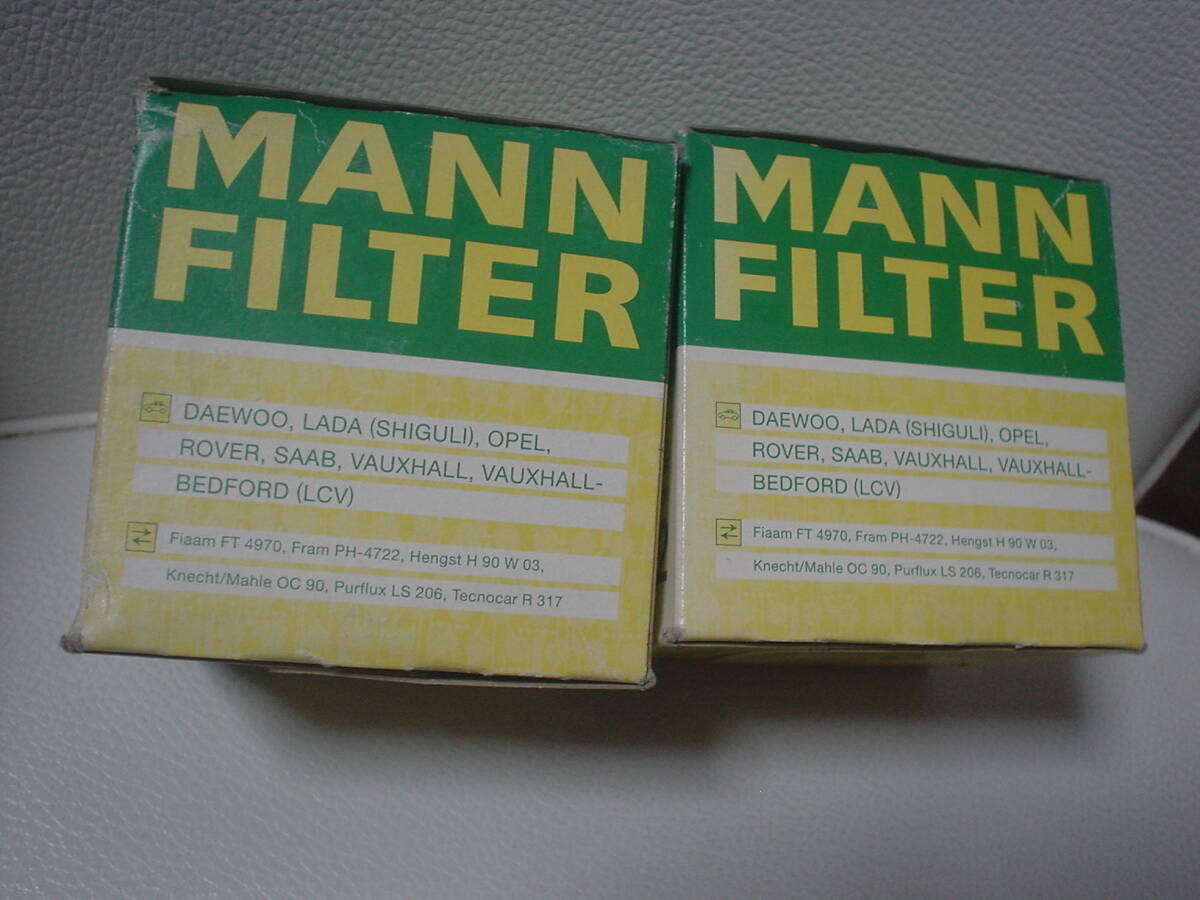 MANN
FILTER
DAEWOO, LADA (SHIGULI), OPEL,
ROVER, SAAB, VAUXHALL, VAUXHALL-
BEDFORD (LCV)
Fiaam FT 4970, Fram PH-4722, Hengst H 90 W 03,
Knecht/Mahle OC 90, Purflux LS 206, Tecnocar R 317
MANN
FILTER
DAEWOO, LADA (SHIGULI), OPEL,
ROVER, SAAB, VAUXHALL, VAUXHALL-
BEDFORD (LCV)
Fiaam FT 4970, Fram PH-4722, Hengst H 90 W 03,
Knecht/Mahle OC 90, Purflux LS 206, Tecnocar R 317